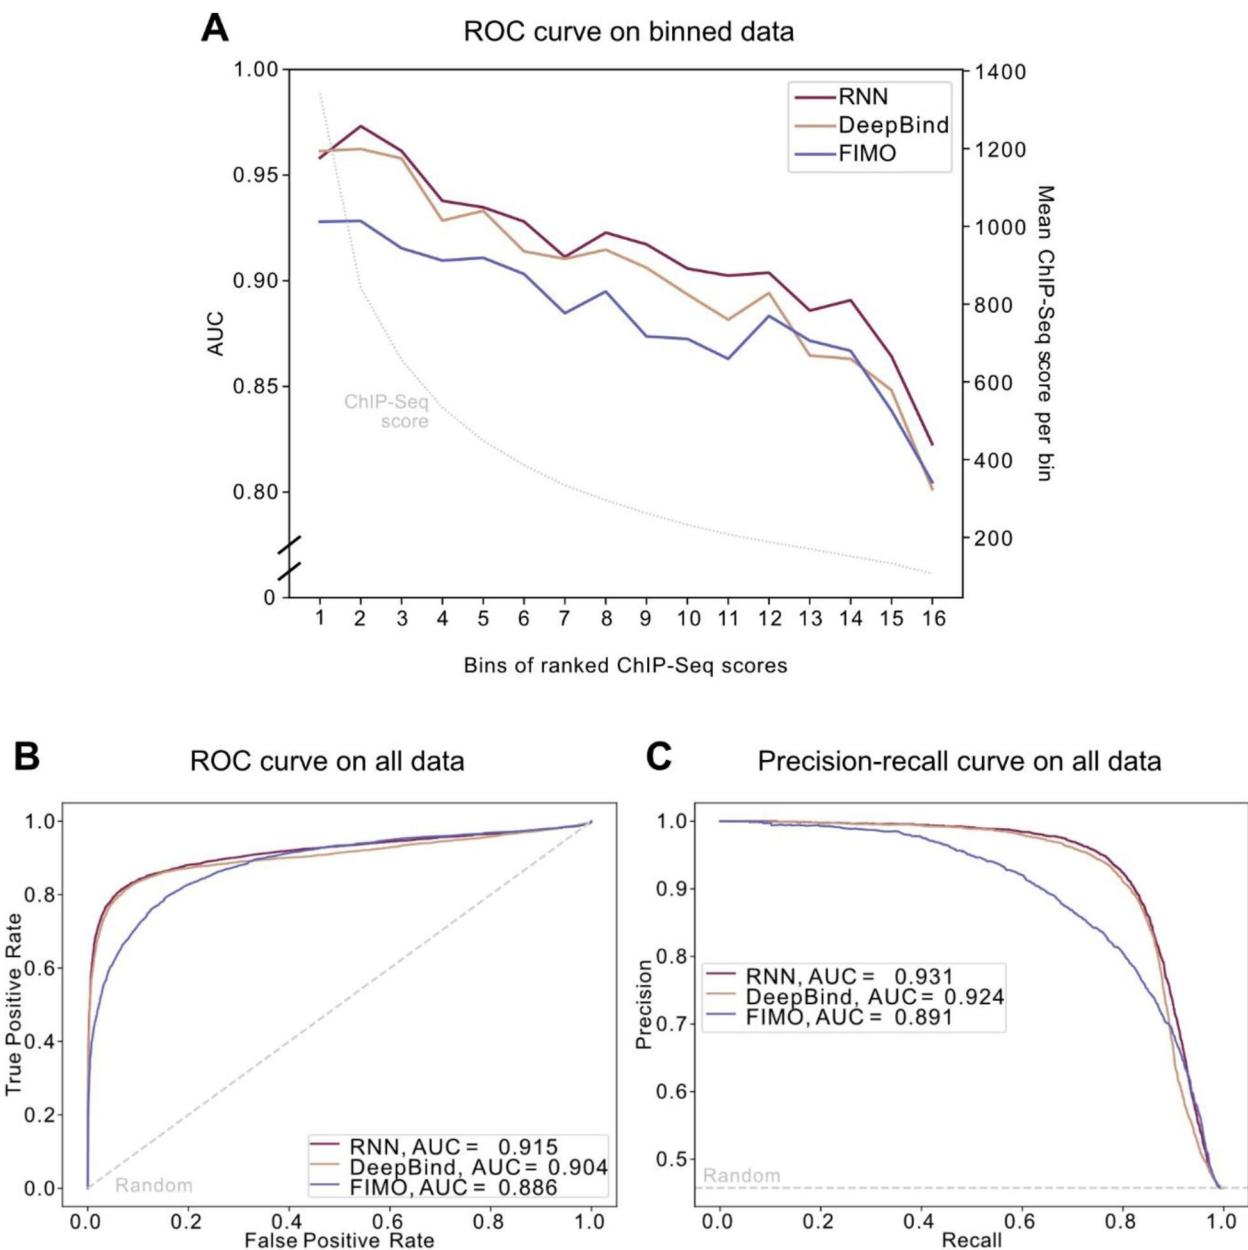 A
ROC curve on binned data
1.00
0.95
0.90
0.85
0.80
0
AUC
1400
1200
1000
800
600
400
200
Mean ChIP-Seq score per bin
RNN
DeepBind
FIMO
ChIP-Seq
score
1 2 3 4 5 6 7 8 9 10 11 12 13 14 15 16
Bins of ranked ChIP-Seq scores
B
ROC curve on all data
1.0
0.8
0.6
0.4
0.2
0.0
True Positive Rate
RNN, AUC = 0.915
DeepBind, AUC = 0.904
FIMO, AUC = 0.886
Random
0.0 0.2 0.4 0.6 0.8 1.0
False Positive Rate
C
Precision-recall curve on all data
1.0
0.9
0.8
0.7
0.6
0.5
Precision
RNN, AUC = 0.931
DeepBind, AUC = 0.924
FIMO, AUC = 0.891
Random
0.0 0.2 0.4 0.6 0.8 1.0
Recall